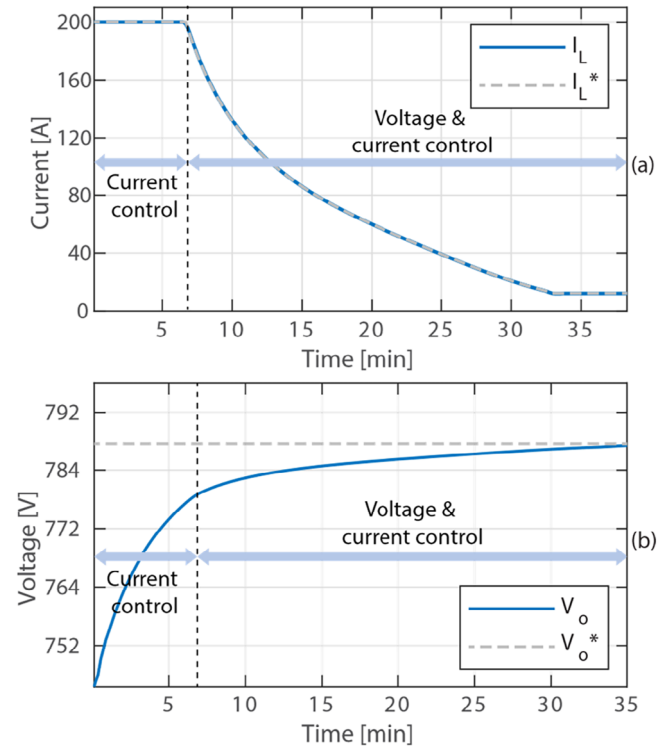 200
160
120
80
40
0
Current [A]
I_L
I_L*
Voltage &
current control
Current
control
(a)
5
10
15
20
25
30
35
Time [min]
792
784
772
764
752
Voltage [V]
Voltage &
current control
Current
control
(b)
V_o
V_o*
5
10
15
20
25
30
35
Time [min]